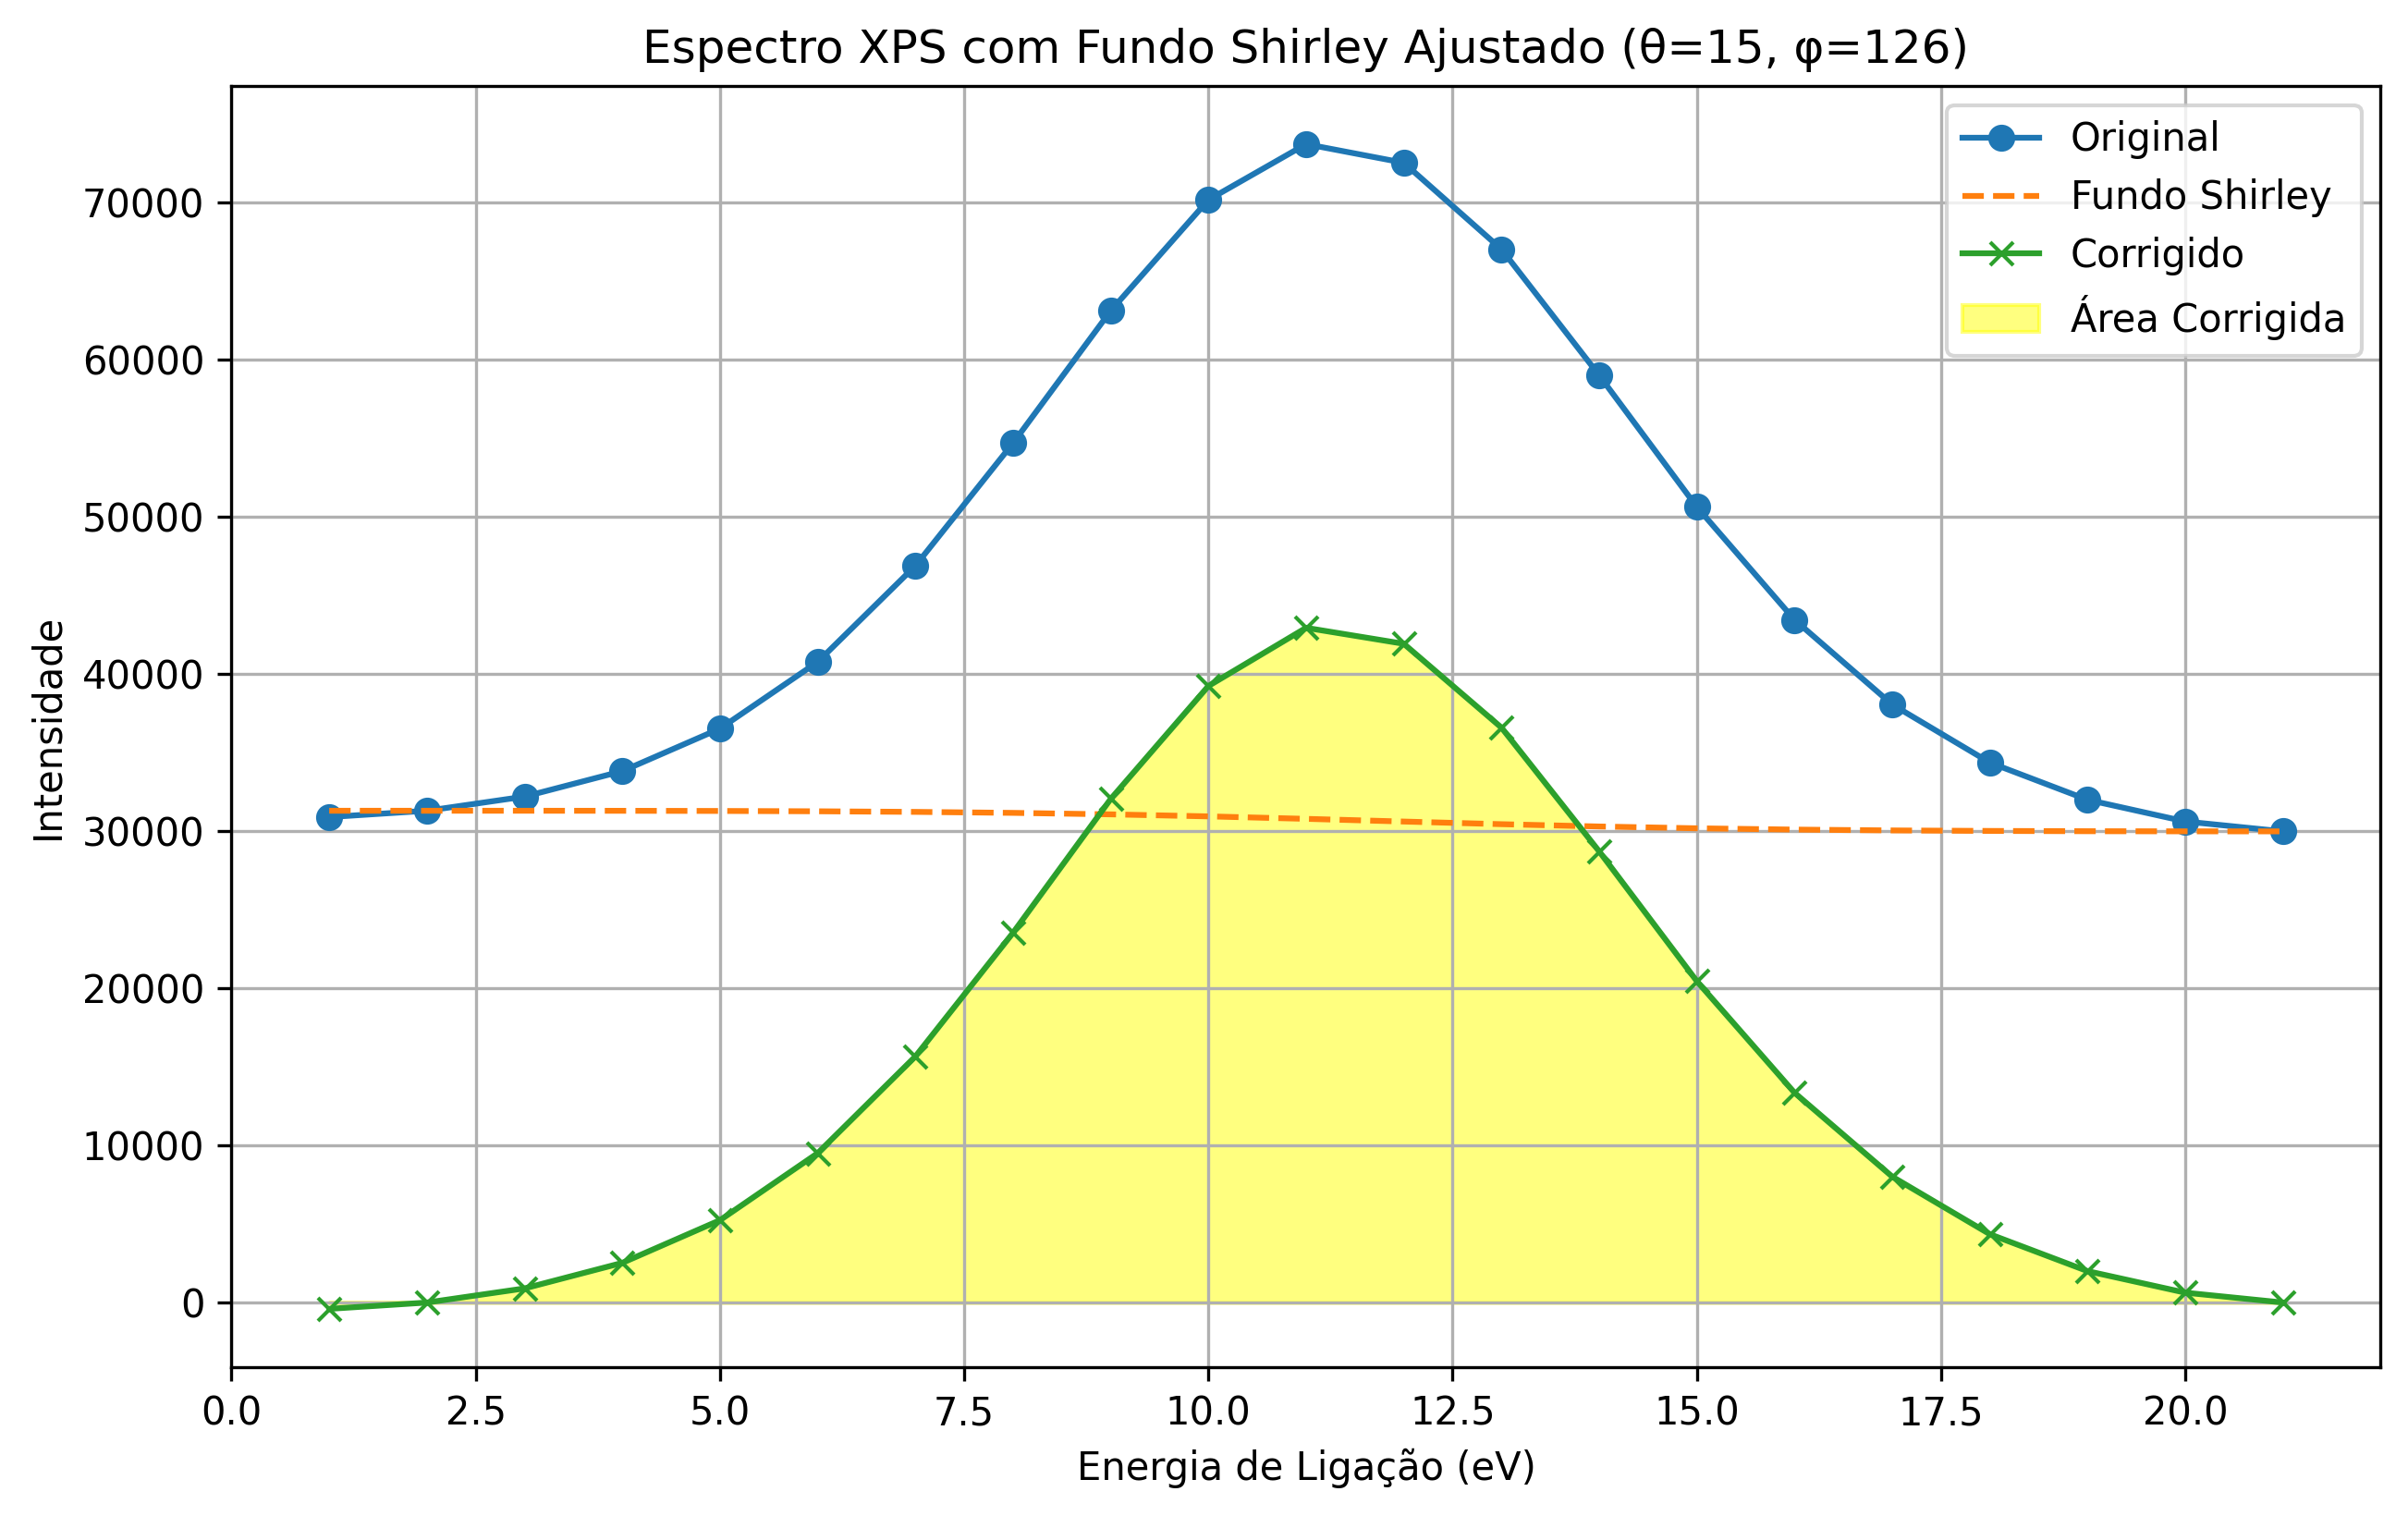 Espectro XPS com Fundo Shirley Ajustado (θ=15, φ=126)
Original
Fundo Shirley
Corrigido
Área Corrigida
Intensidade
70000
60000
50000
40000
30000
20000
10000
0
0.0 2.5 5.0 7.5 10.0 12.5 15.0 17.5 20.0
Energia de Ligação (eV)